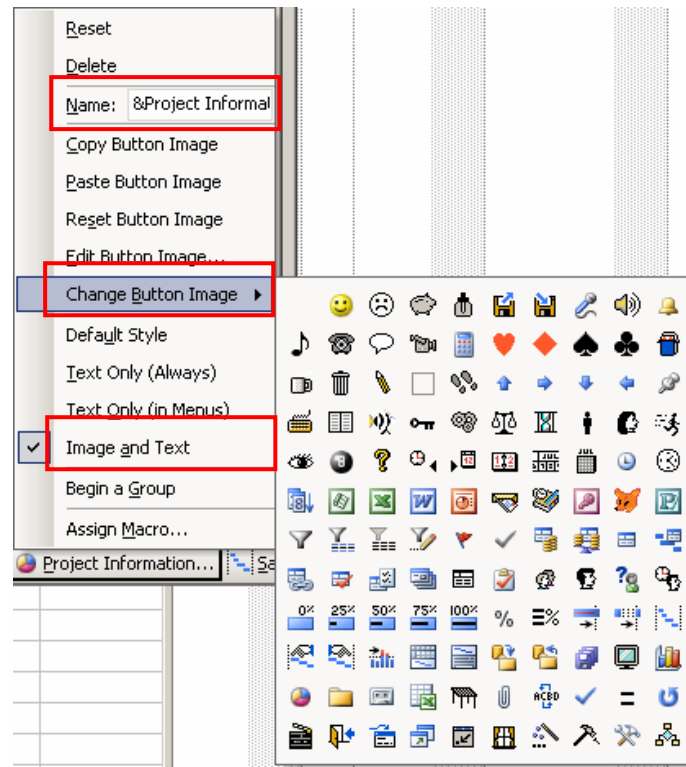 Reset
Delete
Name: &Project Informal
Copy Button Image
Paste Button Image
Reset Button Image
Edit Button Image...
Change Button Image
Default Style
Text Only (Always)
Text Only (in Menus)
Image and Text
Begin a Group
Assign Macro...
Project Information... Sa
0% 25% 50% 75% 100% % %